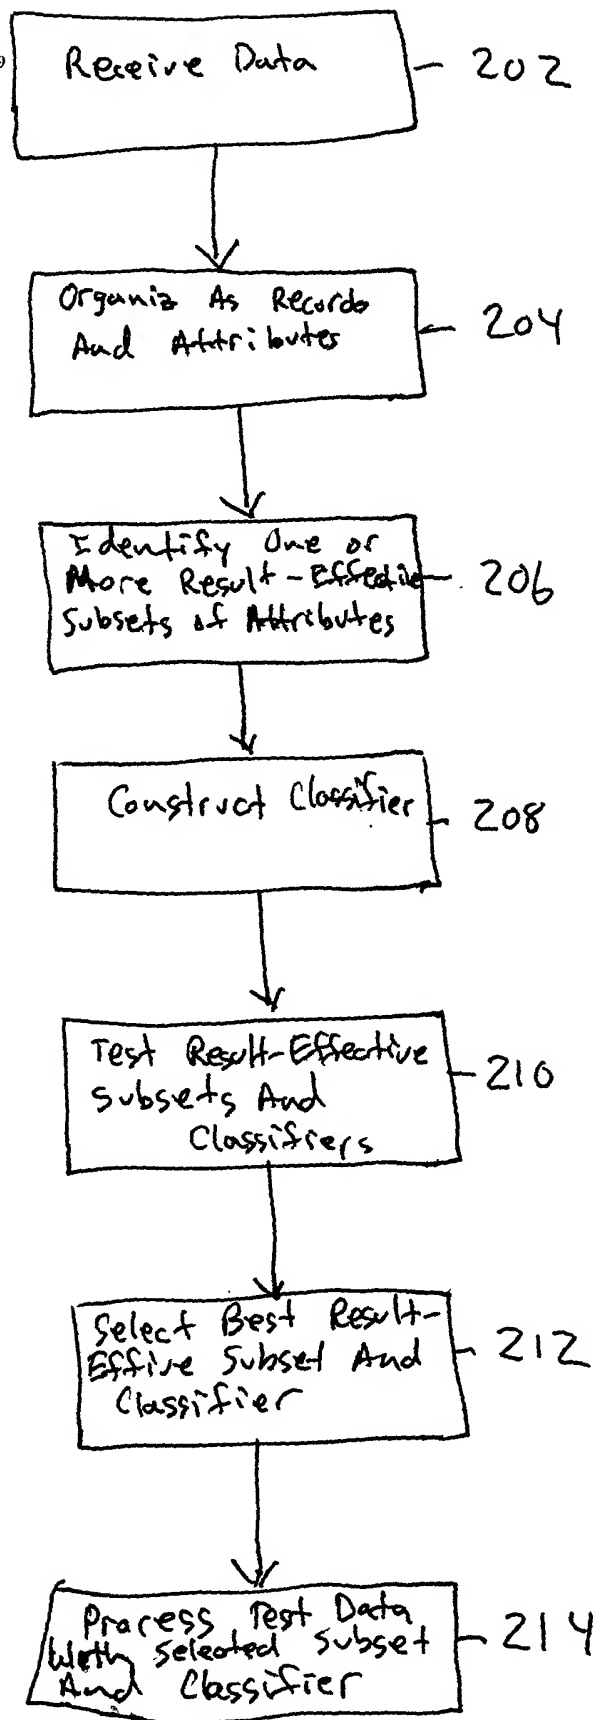 Receive Data
202
Organiz As Records
And Attributes
204
Identify One or
More Result-Effective
Subsets of Attributes
206
Construct Classifier
208
Test Result-Effective
Subsets And
Classifiers
210
Select Best Result-
Effive Subset And
Classifier
212
Process Test Data
With Selected Subset
And Classifier
214